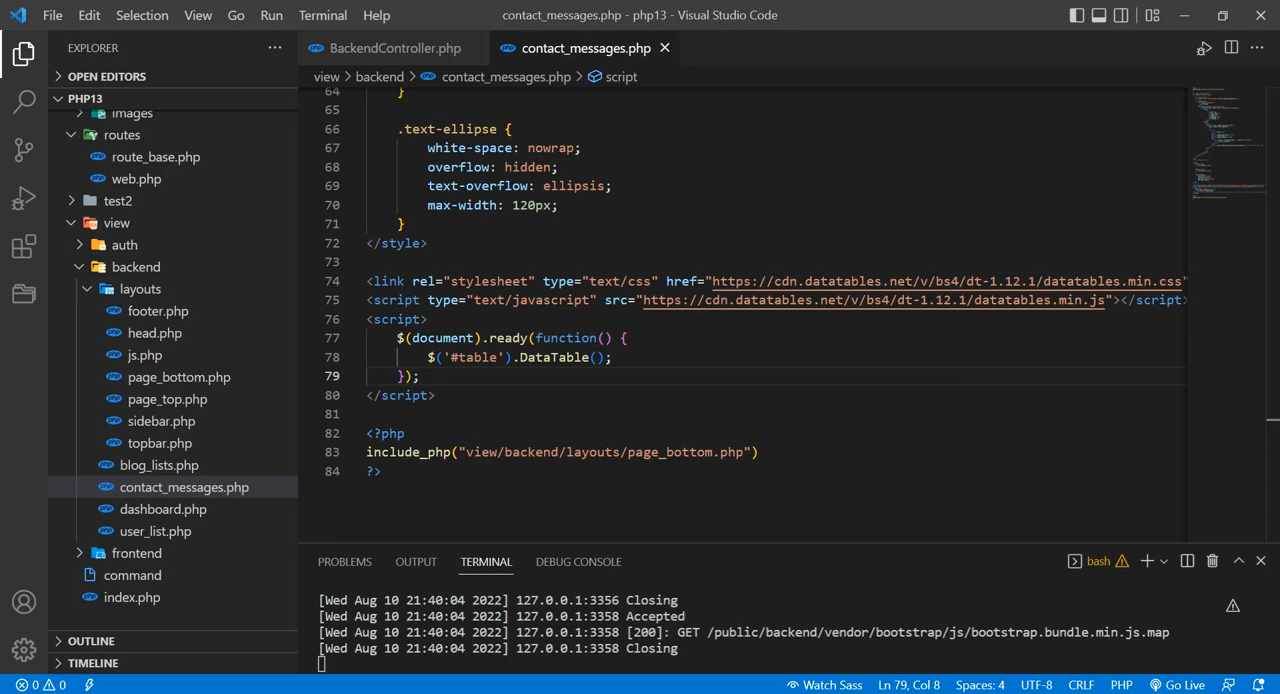 File Edit Selection View Go Run Terminal Help contact_messages.php - php13 - Visual Studio Code
EXPLORER
OPEN EDITORS
PHP13
images
routes
route_base.php
web.php
test2
view
auth
backend
layouts
footer.php
head.php
js.php
page_bottom.php
page_top.php
sidebar.php
topbar.php
blog_lists.php
contact_messages.php
dashboard.php
user_list.php
frontend
command
index.php
OUTLINE
TIMELINE
BackendController.php contact_messages.php
view > backend > contact_messages.php > script
64 }
65
66 .text-ellipse {
67 white-space: nowrap;
68 overflow: hidden;
69 text-overflow: ellipsis;
70 max-width: 120px;
71 }
72 </style>
73
74 <link rel="stylesheet" type="text/css" href="https://cdn.datatables.net/v/bs4/dt-1.12.1/datatables.min.css"
75 <script type="text/javascript" src="https://cdn.datatables.net/v/bs4/dt-1.12.1/datatables.min.js"></script>
76 <script>
77 $(document).ready(function() {
78 $('#table').DataTable();
79 });
80 </script>
81
82 <?php
83 include_php("view/backend/layouts/page_bottom.php")
84 ?>
PROBLEMS OUTPUT TERMINAL DEBUG CONSOLE bash
[Wed Aug 10 21:40:04 2022] 127.0.0.1:3356 Closing
[Wed Aug 10 21:40:04 2022] 127.0.0.1:3358 Accepted
[Wed Aug 10 21:40:04 2022] 127.0.0.1:3358 [200]: GET /public/backend/vendor/bootstrap/js/bootstrap.bundle.min.js.map
[Wed Aug 10 21:40:04 2022] 127.0.0.1:3358 Closing
0 0 Watch Sass Ln 79, Col 8 Spaces: 4 UTF-8 CRLF PHP Go Live